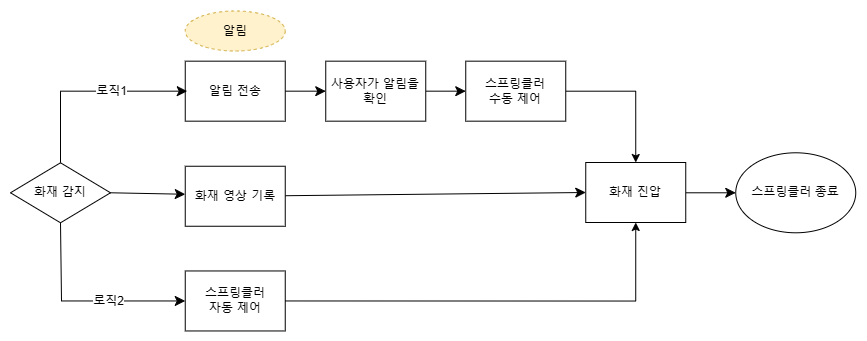 알림
로직1
알림 전송
사용자가 알림을
확인
스프링클러
수동 제어
화재 감지
화재 영상 기록
화재 진압
스프링클러 종료
로직2
스프링클러
자동 제어